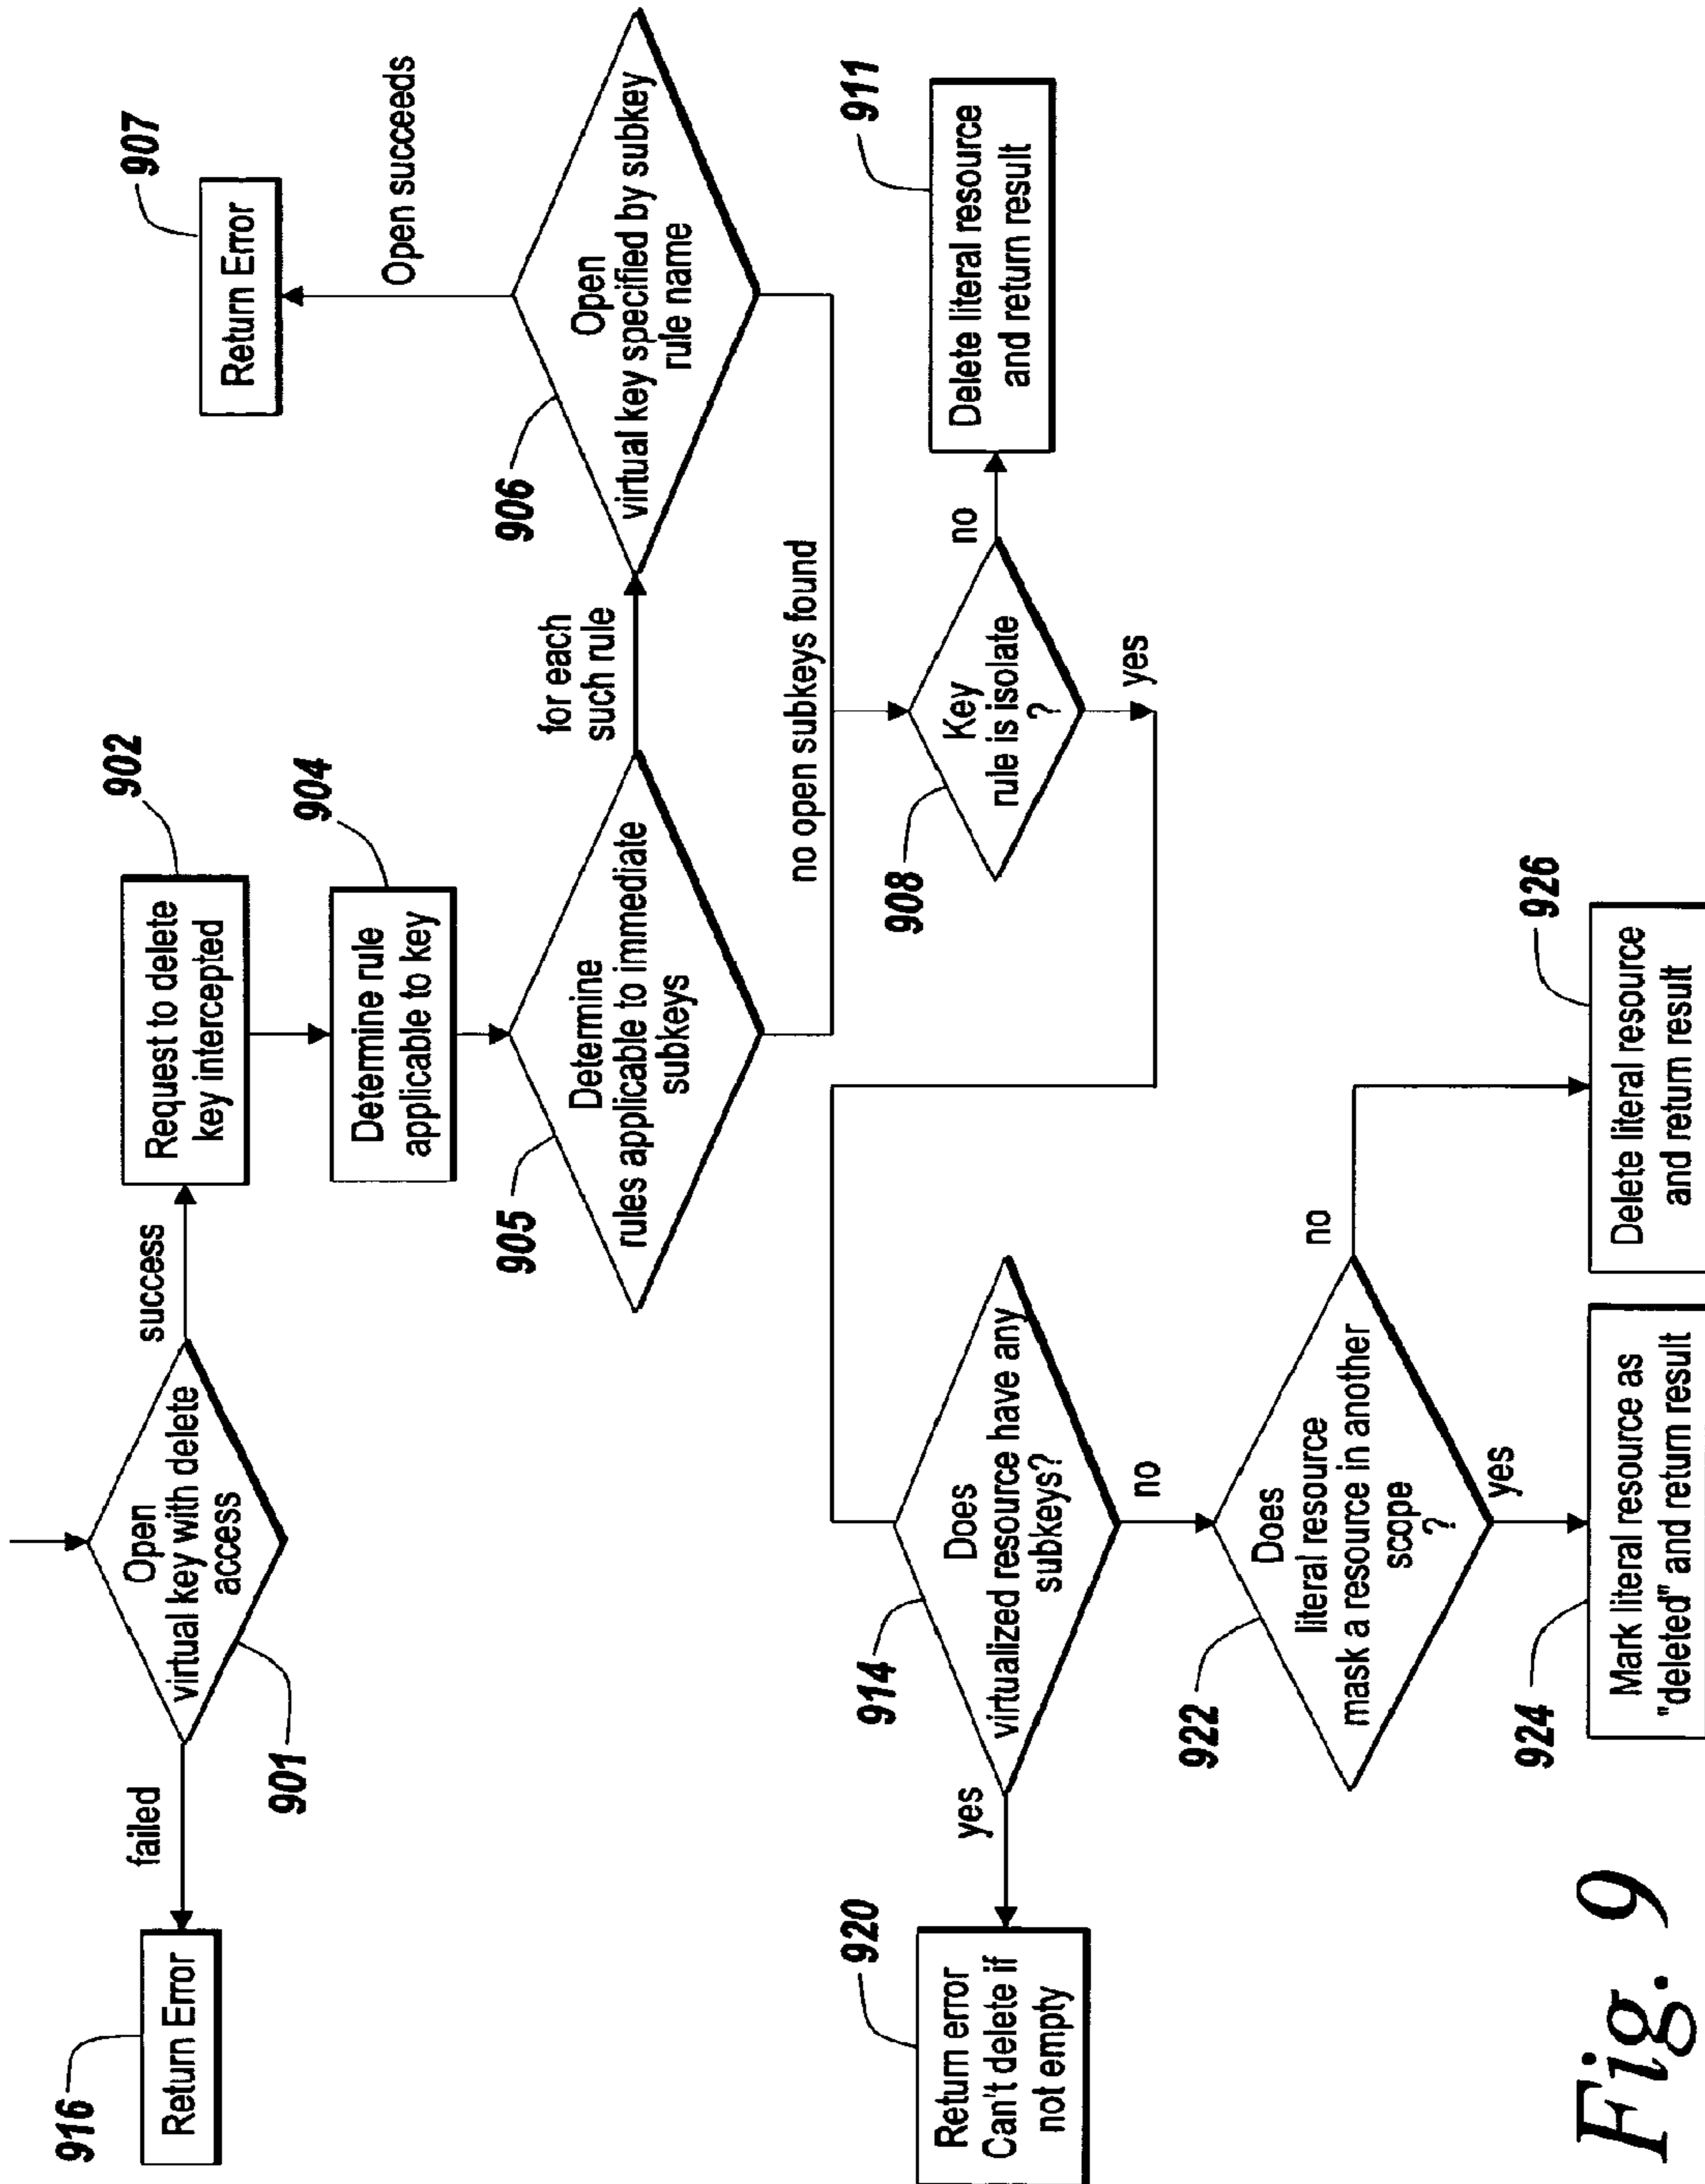 916
Return Error
failed
901
Open
virtual key with delete
access
success
902
Request to delete
key intercepted
904
Determine rule
applicable to key
905
Determine
rules applicable to immediate
subkeys
for each
such rule
906
Open
virtual key specified by subkey
rule name
Open succeeds
907
Return Error
no open subkeys found
908
Key
rule is isolate
?
no
911
Delete literal resource
and return result
yes
914
Does
virtualized resource have any
subkeys?
yes
920
Return error
Can't delete if
not empty
no
922
Does
literal resource
mask a resource in another
scope
?
no
926
Delete literal resource
and return result
yes
924
Mark literal resource as
"deleted" and return result
Fig. 9